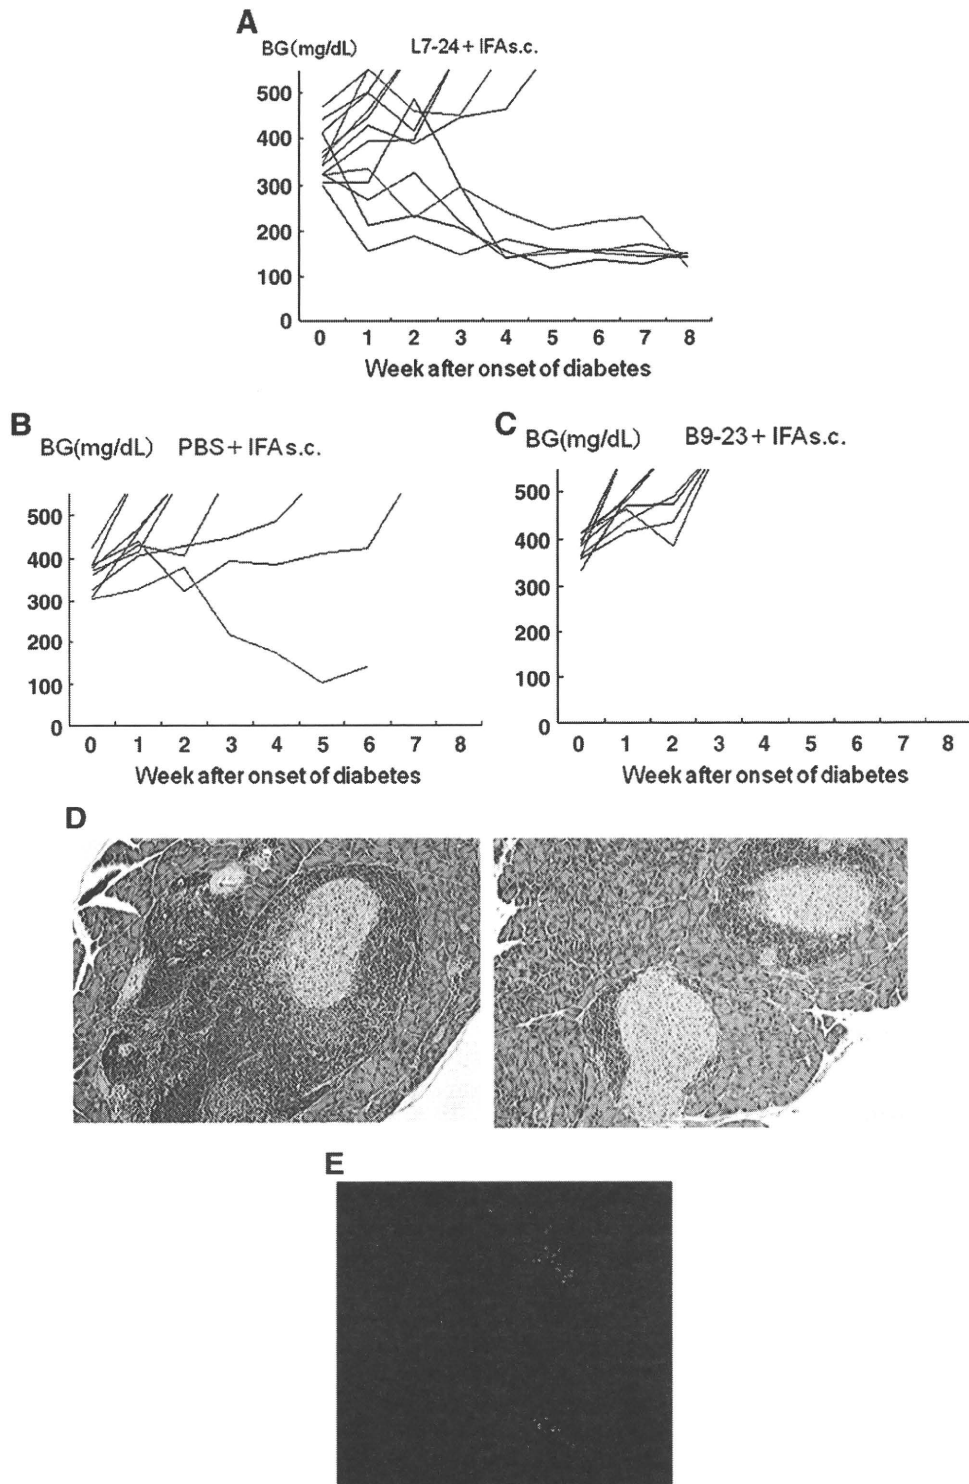 A
BG(mg/dL) L7-24+ IFAs.c.
500
400
300
200
100
0
0 1 2 3 4 5 6 7 8
Week after onset of diabetes
B
BG(mg/dL) PBS+ IFAs.c.
500
400
300
200
100
0
0 1 2 3 4 5 6 7 8
Week after onset of diabetes
C
BG(mg/dL) B9-23+ IFAs.c.
500
400
300
200
100
0
0 1 2 3 4 5 6 7 8
Week after onset of diabetes
D
E